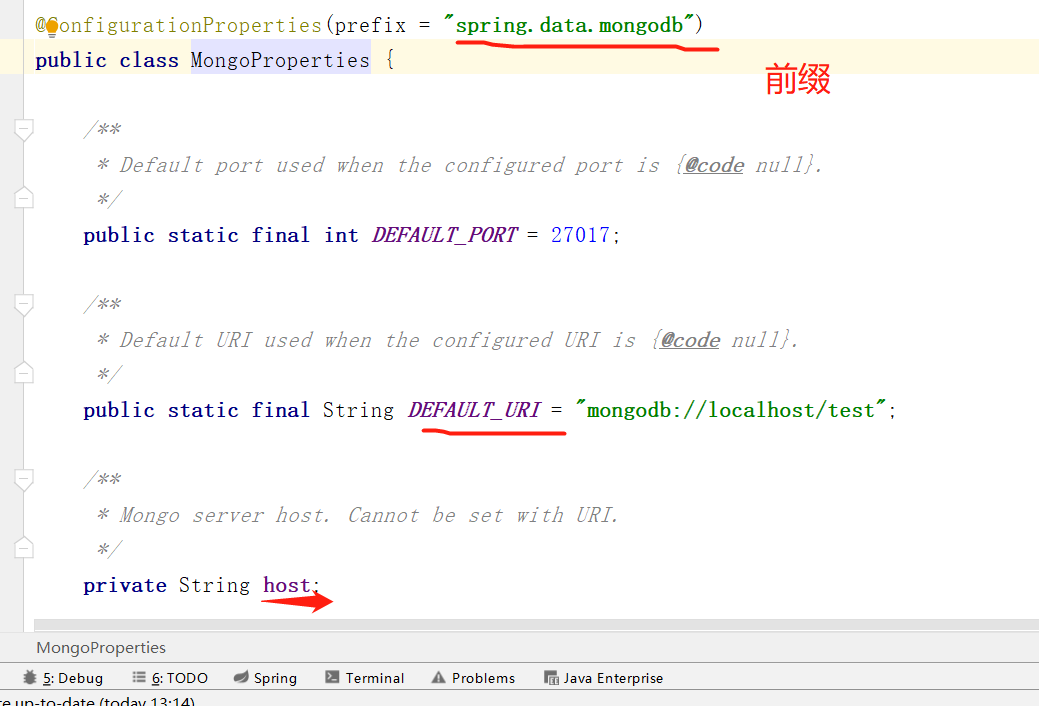 @ConfigurationProperties(prefix = "spring.data.mongodb")
public class MongoProperties {
前缀
/**
* Default port used when the configured port is {@code null}.
*/
public static final int DEFAULT_PORT = 27017;
/**
* Default URI used when the configured URI is {@code null}.
*/
public static final String DEFAULT_URI = "mongodb://localhost/test";
/**
* Mongo server host. Cannot be set with URI.
*/
private String host;
MongoProperties
5: Debug 6: TODO Spring Terminal Problems Java Enterprise
re up-to-date (today 13:14)